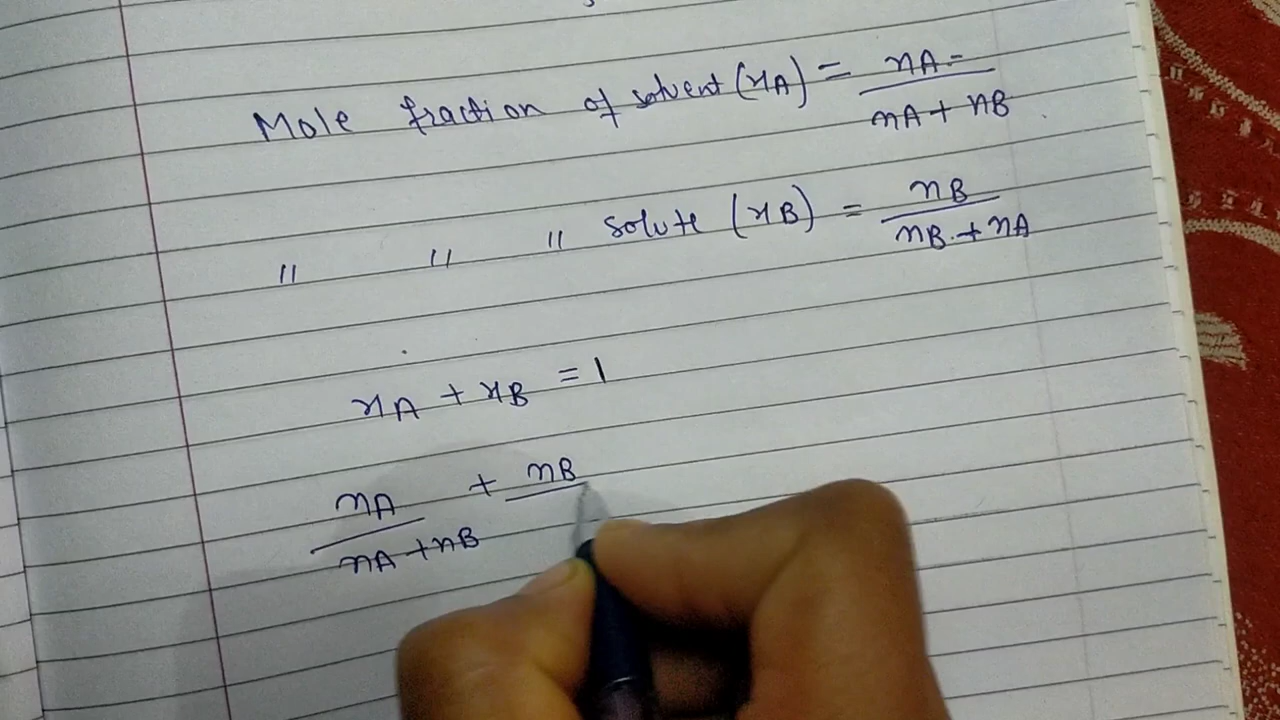 Mole fraction of solvent (xA) = nA / nA + nB
" " " solute (xB) = nB / nB + nA
xA + xB = 1
nA / nA + nB + nB